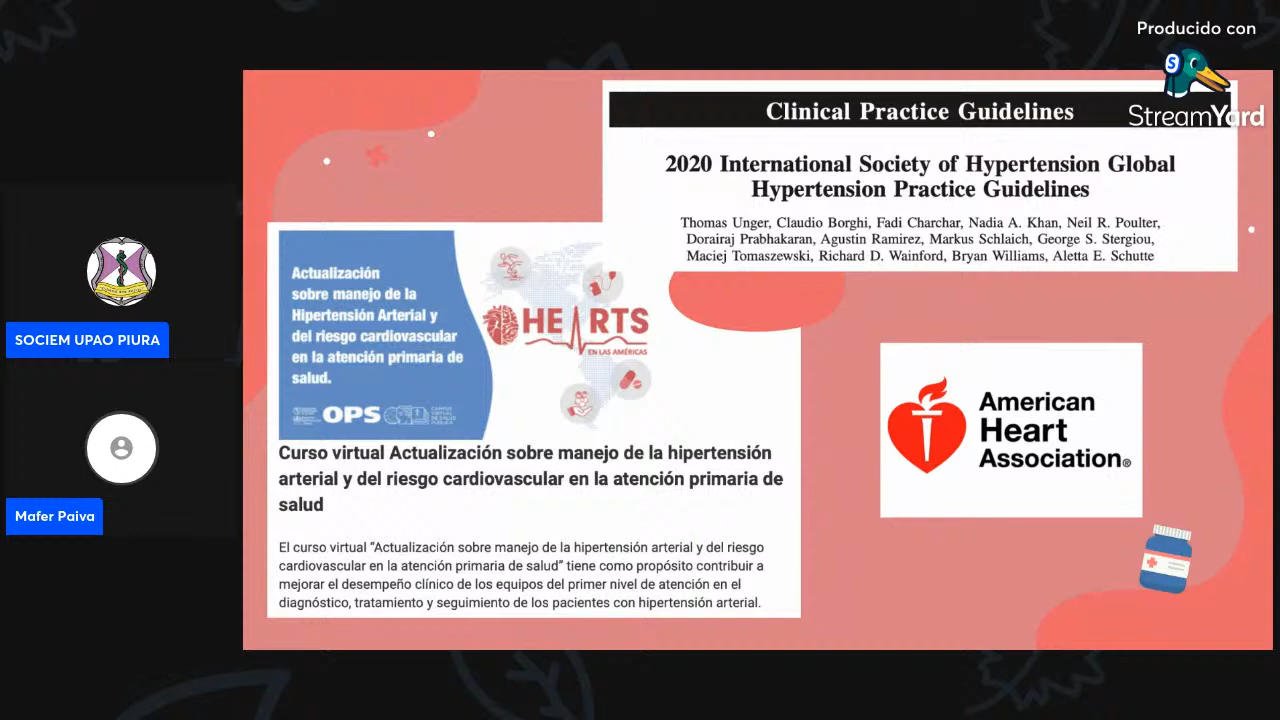 Producido con
StreamYard
Clinical Practice Guidelines
2020 International Society of Hypertension Global
Hypertension Practice Guidelines
Thomas Unger, Claudio Borghi, Fadi Charchar, Nadia A. Khan, Neil R. Poulter,
Dorairaj Prabhakaran, Agustin Ramirez, Markus Schlaich, George S. Stergiou,
Maciej Tomaszewski, Richard D. Wainford, Bryan Williams, Aletta E. Schutte
Actualización
sobre manejo de la
Hipertensión Arterial y
del riesgo cardiovascular
en la atención primaria de
salud.
OPS
HEARTS
EN LAS AMÉRICAS
Curso virtual Actualización sobre manejo de la hipertensión
arterial y del riesgo cardiovascular en la atención primaria de
salud
El curso virtual “Actualización sobre manejo de la hipertensión arterial y del riesgo
cardiovascular en la atención primaria de salud” tiene como propósito contribuir a
mejorar el desempeño clínico de los equipos del primer nivel de atención en el
diagnóstico, tratamiento y seguimiento de los pacientes con hipertensión arterial.
American
Heart
Association®
SOCIEM UPAO PIURA
Mafer Paiva